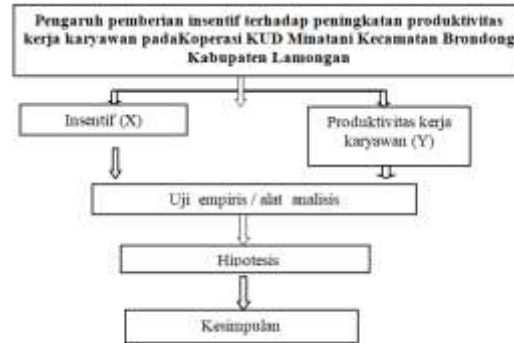 Pengaruh pemberian insentif terhadap peningkatan produktivitas
kerja karyawan padaKoperasi KUD Minatani Kecamatan Brondong
Kabupaten Lamongan
Insentif (X)
Produktivitas kerja
karyawan (Y)
Uji empiris / alat analisis
Hipotesis
Kesimpulan